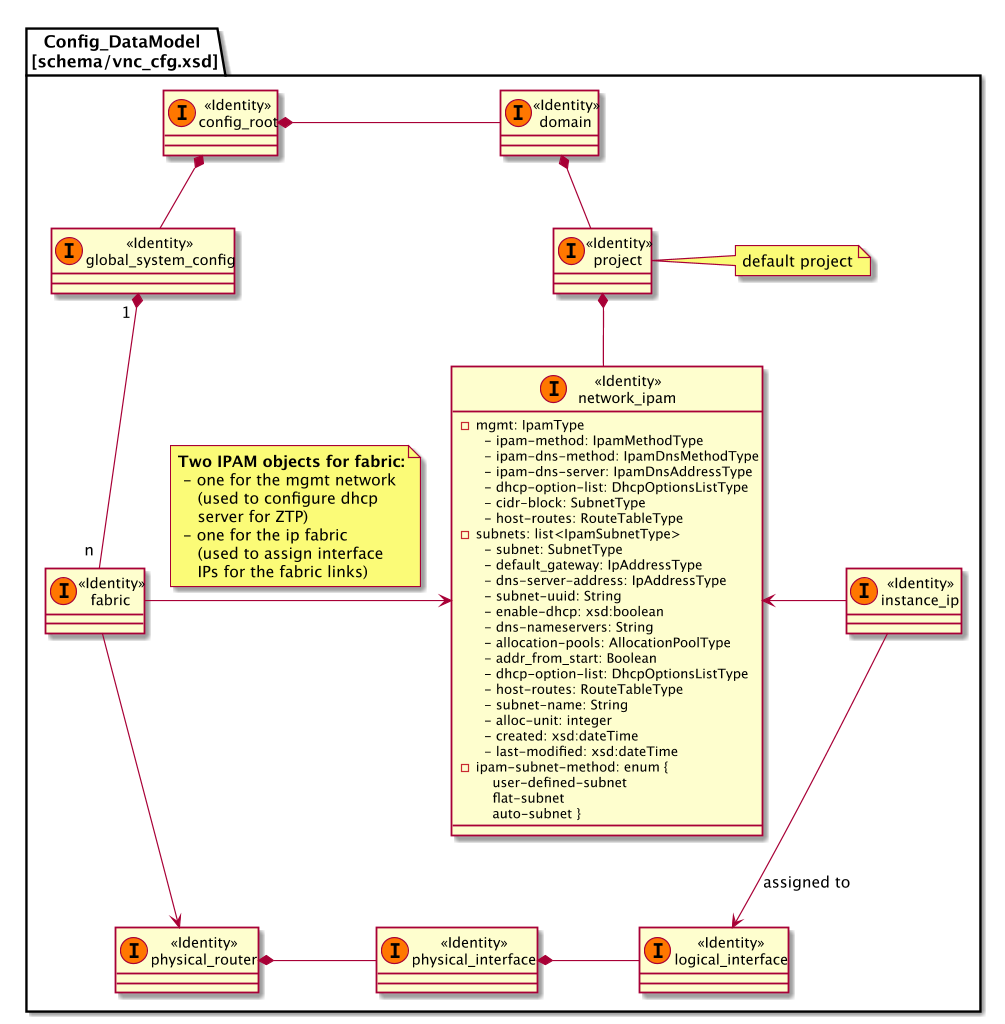 Config_DataModel
[schema/vnc_cfg.xsd]
I
«Identity»
config_root
I
«Identity»
domain
I
«Identity»
global_system_config
I
«Identity»
project
default project
1
I
«Identity»
network_ipam
mgmt: IpamType
- ipam-method: IpamMethodType
- ipam-dns-method: IpamDnsMethodType
- ipam-dns-server: IpamDnsAddressType
- dhcp-option-list: DhcpOptionsListType
- cidr-block: SubnetType
- host-routes: RouteTableType
subnets: list<IpamSubnetType>
- subnet: SubnetType
- default_gateway: IpAddressType
- dns-server-address: IpAddressType
- subnet-uuid: String
- enable-dhcp: xsd:boolean
- dns-nameservers: String
- allocation-pools: AllocationPoolType
- addr_from_start: Boolean
- dhcp-option-list: DhcpOptionsListType
- host-routes: RouteTableType
- subnet-name: String
- alloc-unit: integer
- created: xsd:dateTime
- last-modified: xsd:dateTime
ipam-subnet-method: enum {
user-defined-subnet
flat-subnet
auto-subnet }
Two IPAM objects for fabric:
- one for the mgmt network
(used to configure dhcp
server for ZTP)
- one for the ip fabric
(used to assign interface
IPs for the fabric links)
n
I
«Identity»
fabric
I
«Identity»
instance_ip
assigned to
I
«Identity»
physical_router
I
«Identity»
physical_interface
I
«Identity»
logical_interface